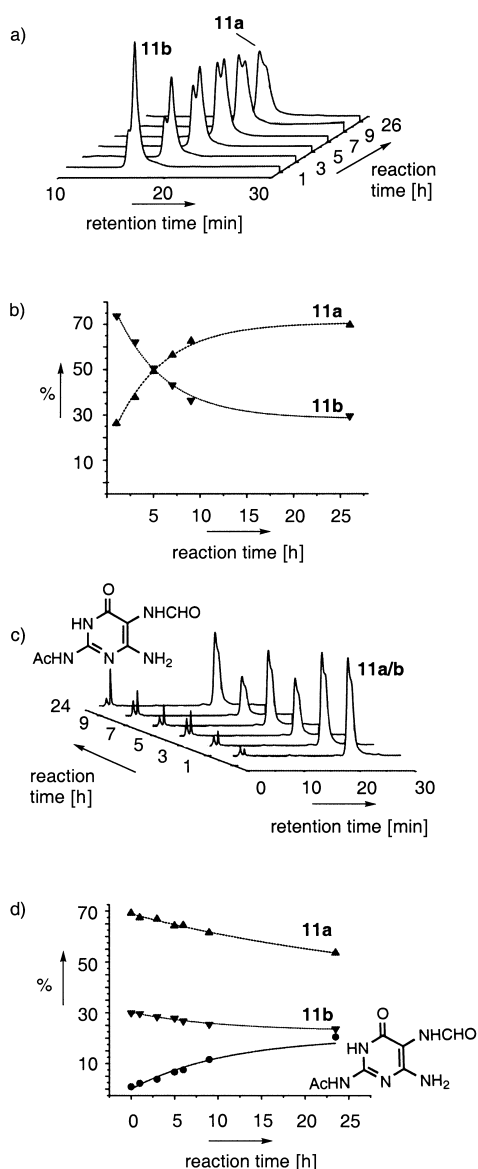 a)
11a
11b
10
20
30
1
3
5
7
9
26
reaction
time [h]
retention time [min]
b)
70
50
30
10
%
11a
11b
5
10
15
20
25
reaction time [h]
c)
O
HN
NHCHO
AcHN
N
NH2
11a/b
24
9
7
5
3
1
reaction
time [h]
0
10
20
30
retention time [min]
d)
70
50
30
10
%
11a
11b
O
HN
NHCHO
AcHN
N
NH2
0
5
10
15
20
25
reaction time [h]